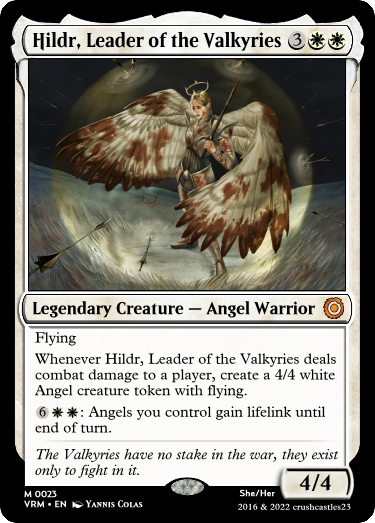 Hildr, Leader of the Valkyries 3
Legendary Creature — Angel Warrior
Flying
Whenever Hildr, Leader of the Valkyries deals
combat damage to a player, create a 4/4 white
Angel creature token with flying.
6: Angels you control gain lifelink until
end of turn.
The Valkyries have no stake in the war, they exist
only to fight in it.
4/4
M 0023
VRM • EN Yannis Colas
She/Her
2016 & 2022 crushcastles23